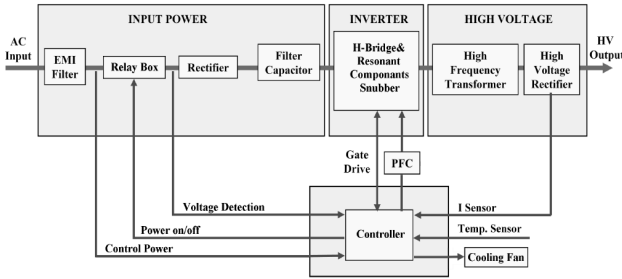 INPUT POWER
INVERTER
HIGH VOLTAGE
AC
Input
EMI
Filter
Relay Box
Rectifier
Filter
Capacitor
H-Bridge&
Resonant
Componants
Snubber
High
Frequency
Transformer
High
Voltage
Rectifier
HV
Output
Gate
Drive
PFC
Voltage Detection
Power on/off
Control Power
Controller
I Sensor
Temp. Sensor
Cooling Fan